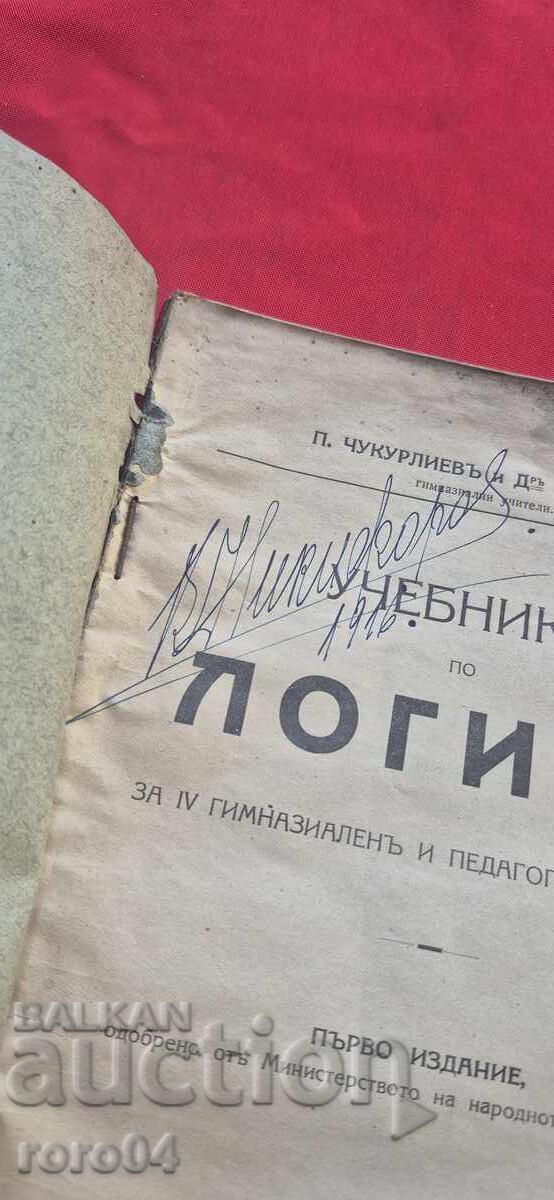 П. ЧУКУРЛИЕВЪ и Дръ
гимназиални учители.
В. Никифоров
1916.
УЧЕБНИК
ПО
ЛОГИ
ЗА IV ГИМНАЗИАЛЕНЪ И ПЕДАГОГ
ПЪРВО ИЗДАНИЕ,
одобрено отъ Министерството на народнот
BALKAN
auction
roro04